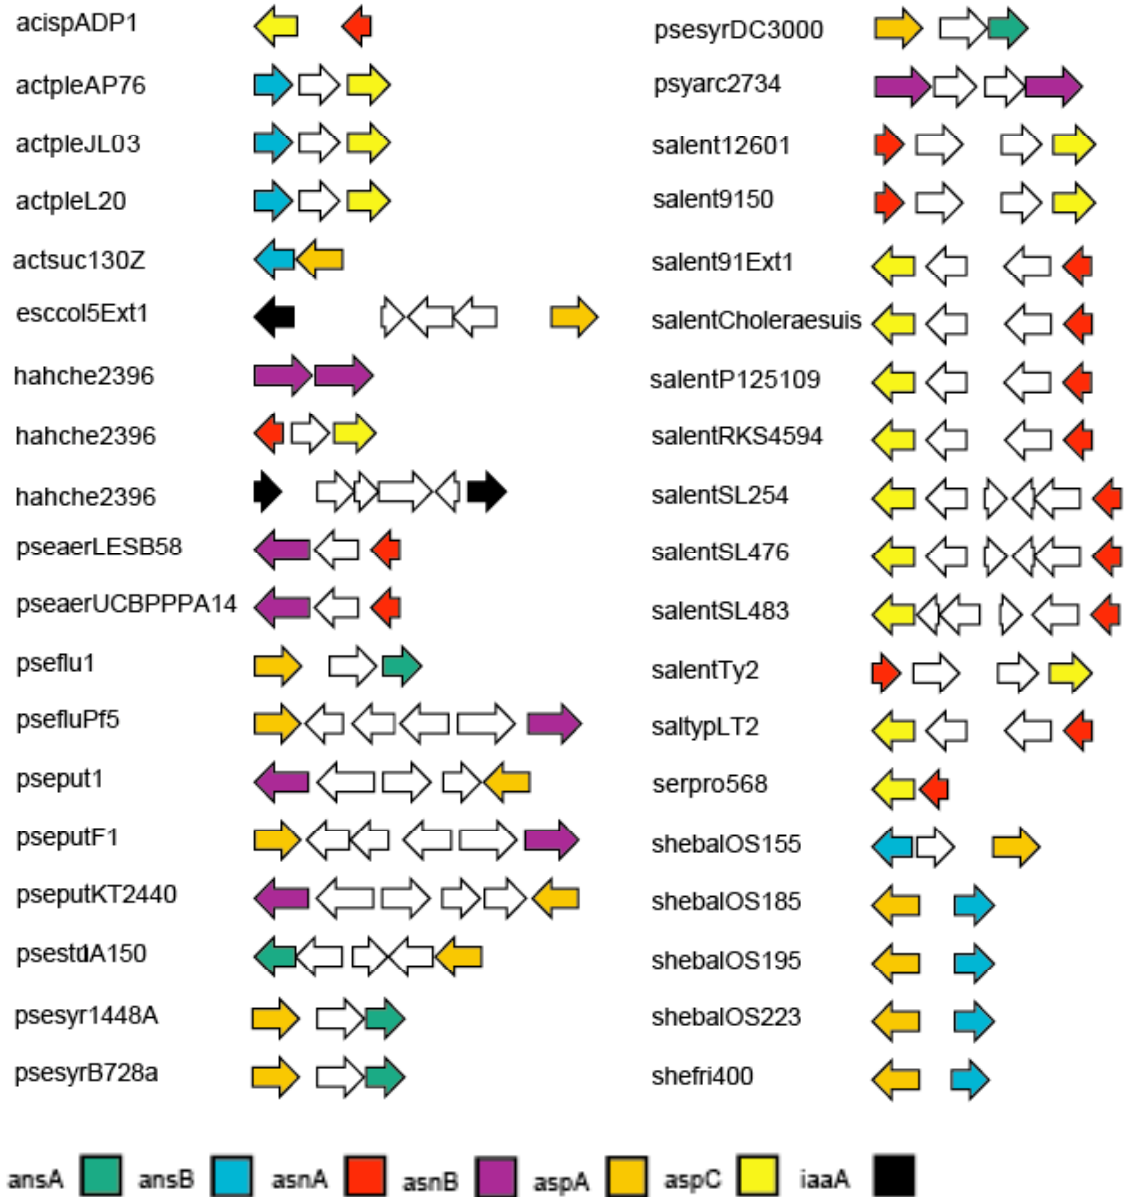 acispADP1
actpleAP76
actpleJL03
actpleL20
actsuc130Z
esccol5Ext1
hahche2396
hahche2396
hahche2396
pseaerLESB58
pseaerUCBPPPA14
pseflu1
psefluPf5
pseput1
pseputF1
pseputKT2440
psestuA150
psesyr1448A
psesyrB728a
psesyrDC3000
psyarc2734
salent12601
salent9150
salent91Ext1
salentCholeraesuis
salentP125109
salentRKS4594
salentSL254
salentSL476
salentSL483
salentTy2
saltypLT2
serpro568
shebalOS155
shebalOS185
shebalOS195
shebalOS223
shefri400
ansA ansB asnA asnB aspA aspC iaaA